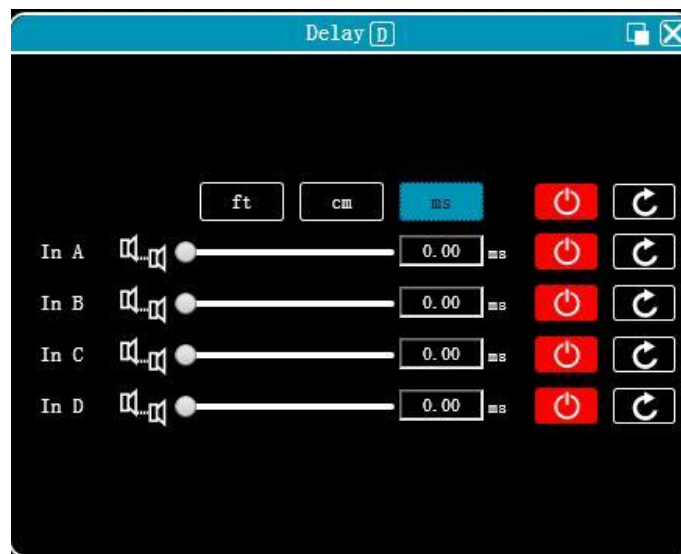 Delay D
ft cm ms
In A 0.00 ms
In B 0.00 ms
In C 0.00 ms
In D 0.00 ms